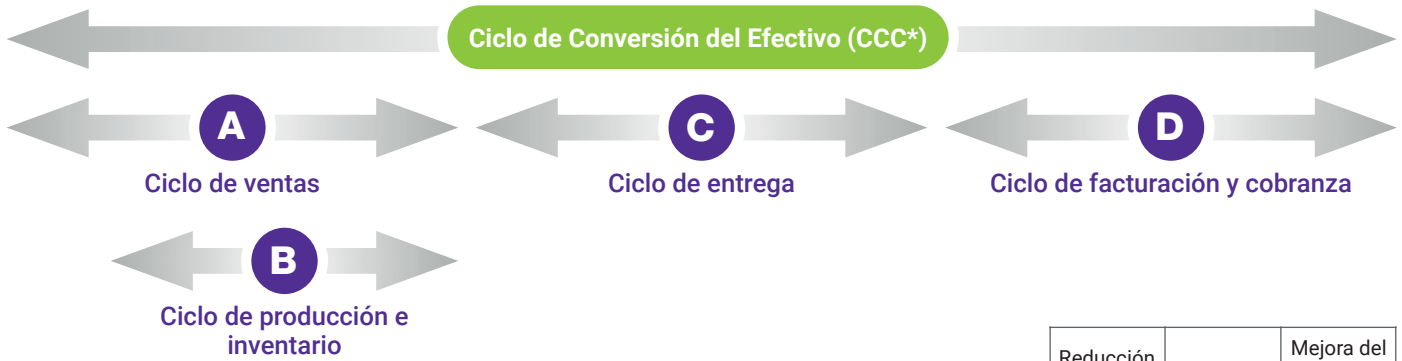 Ciclo de Conversión del Efectivo (CCC*)
A
C
D
Ciclo de ventas
Ciclo de entrega
Ciclo de facturación y cobranza
B
Ciclo de producción e
inventario
Reducción
Mejora del